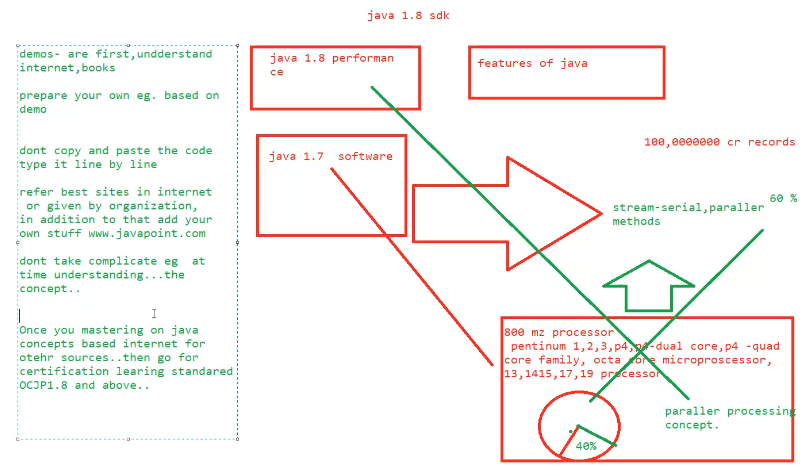 java 1.8 sdk
demos- are first,undderstand
internet,books
prepare your own eg. based on
demo
dont copy and paste the code
type it line by line
refer best sites in internet
or given by organization,
in addition to that add your
own stuff www.javapoint.com
dont take complicate eg at
time understanding...the
concept..
Once you mastering on java
concepts based internet for
otehr sources..then go for
certification learing standared
OCJP1.8 and above..
java 1.8 performan
ce
features of java
java 1.7 software
100,0000000 cr records
60 %
stream-serial,paraller
methods
800 mz processor
pentinum 1,2,3,p4,p4-dual core,p4 -quad
core family, octa core microproscessor,
13,1415,17,19 processor
40%
paraller processing
concept.